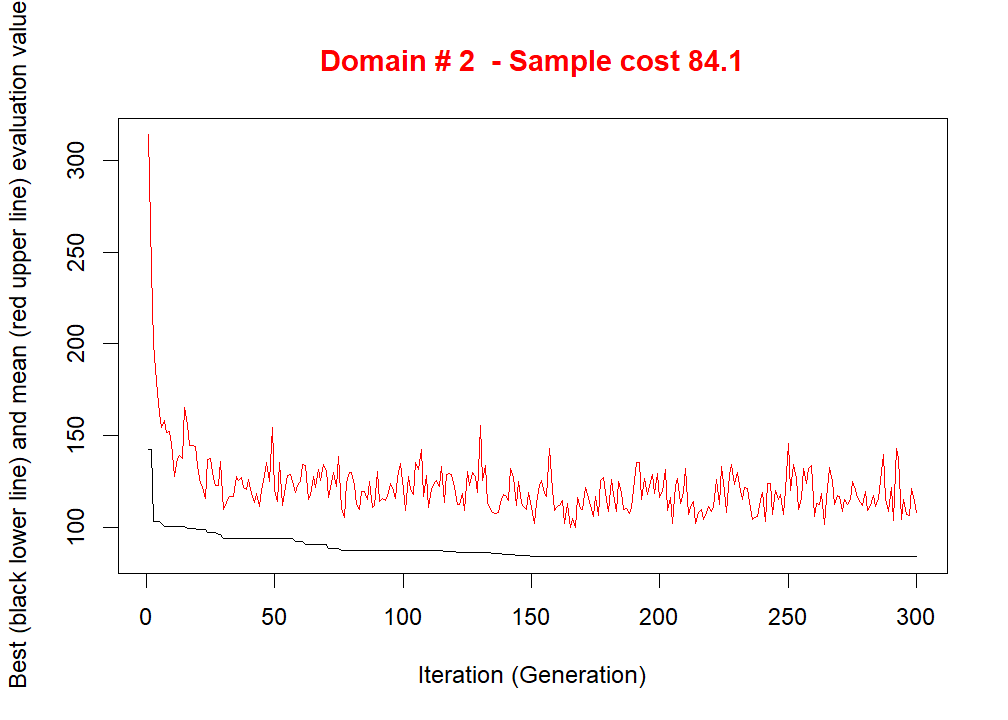 Domain # 2  - Sample cost 84.1
Best (black lower line) and mean (red upper line) evaluation value
300
250
200
150
100
0 50 100 150 200 250 300
Iteration (Generation)